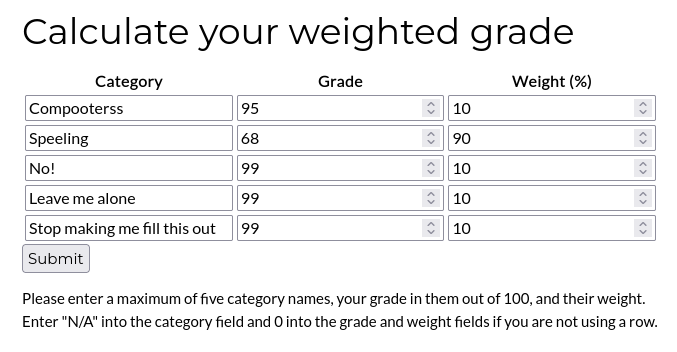 Calculate your weighted grade
Category Grade Weight (%)
Compooterss 95 10
Speeling 68 90
No! 99 10
Leave me alone 99 10
Stop making me fill this out 99 10
Submit
Please enter a maximum of five category names, your grade in them out of 100, and their weight.
Enter "N/A" into the category field and 0 into the grade and weight fields if you are not using a row.